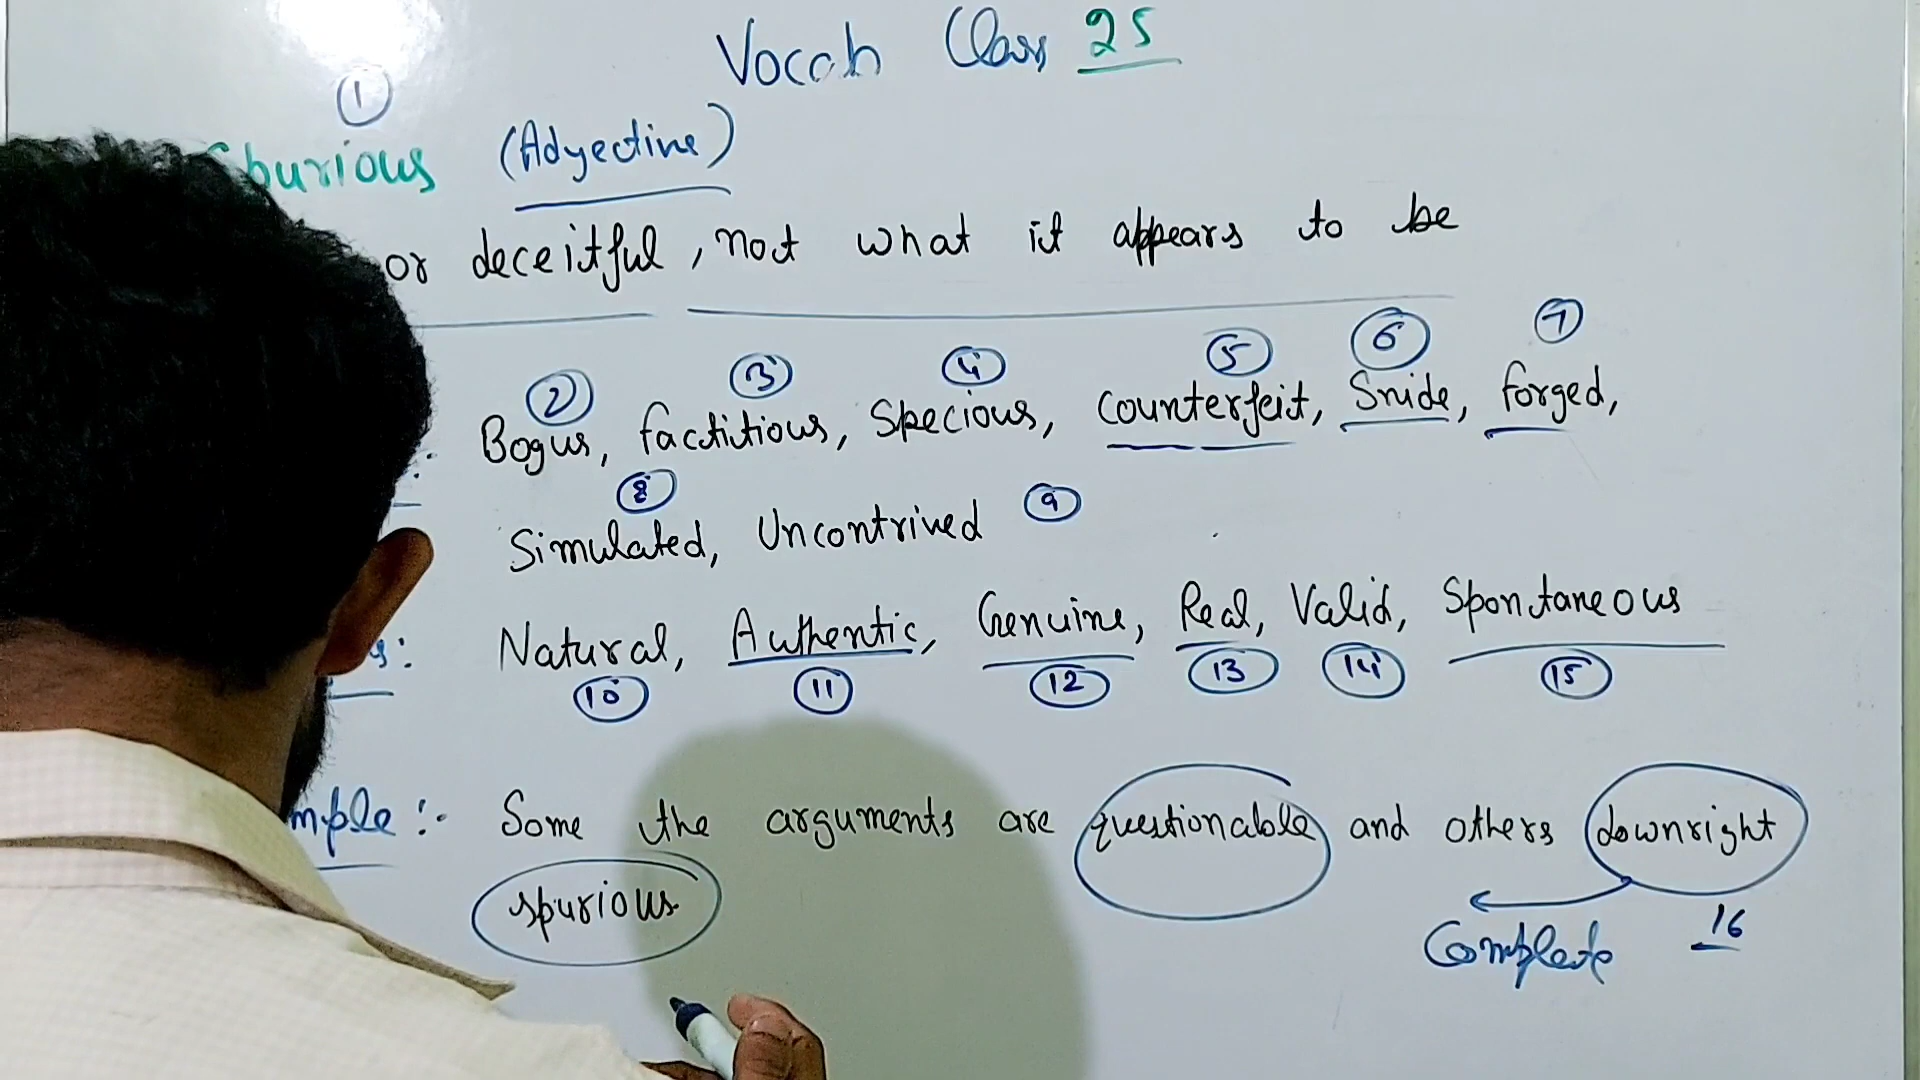 Vocab Class 25
①
Spurious (Adjective)
or deceitful, not what it appears to be
② ③ ④ ⑤ ⑥ ⑦
:- Bogus, factitious, Specious, counterfeit, Snide, forged,
⑧ ⑨
Simulated, Uncontrived
s: Natural, Authentic, Genuine, Real, Valid, Spontaneous
⑩ ⑪ ⑫ ⑬ ⑭ ⑮
mple :- Some the arguments are questionable and others downright
spurious.
Complete 16